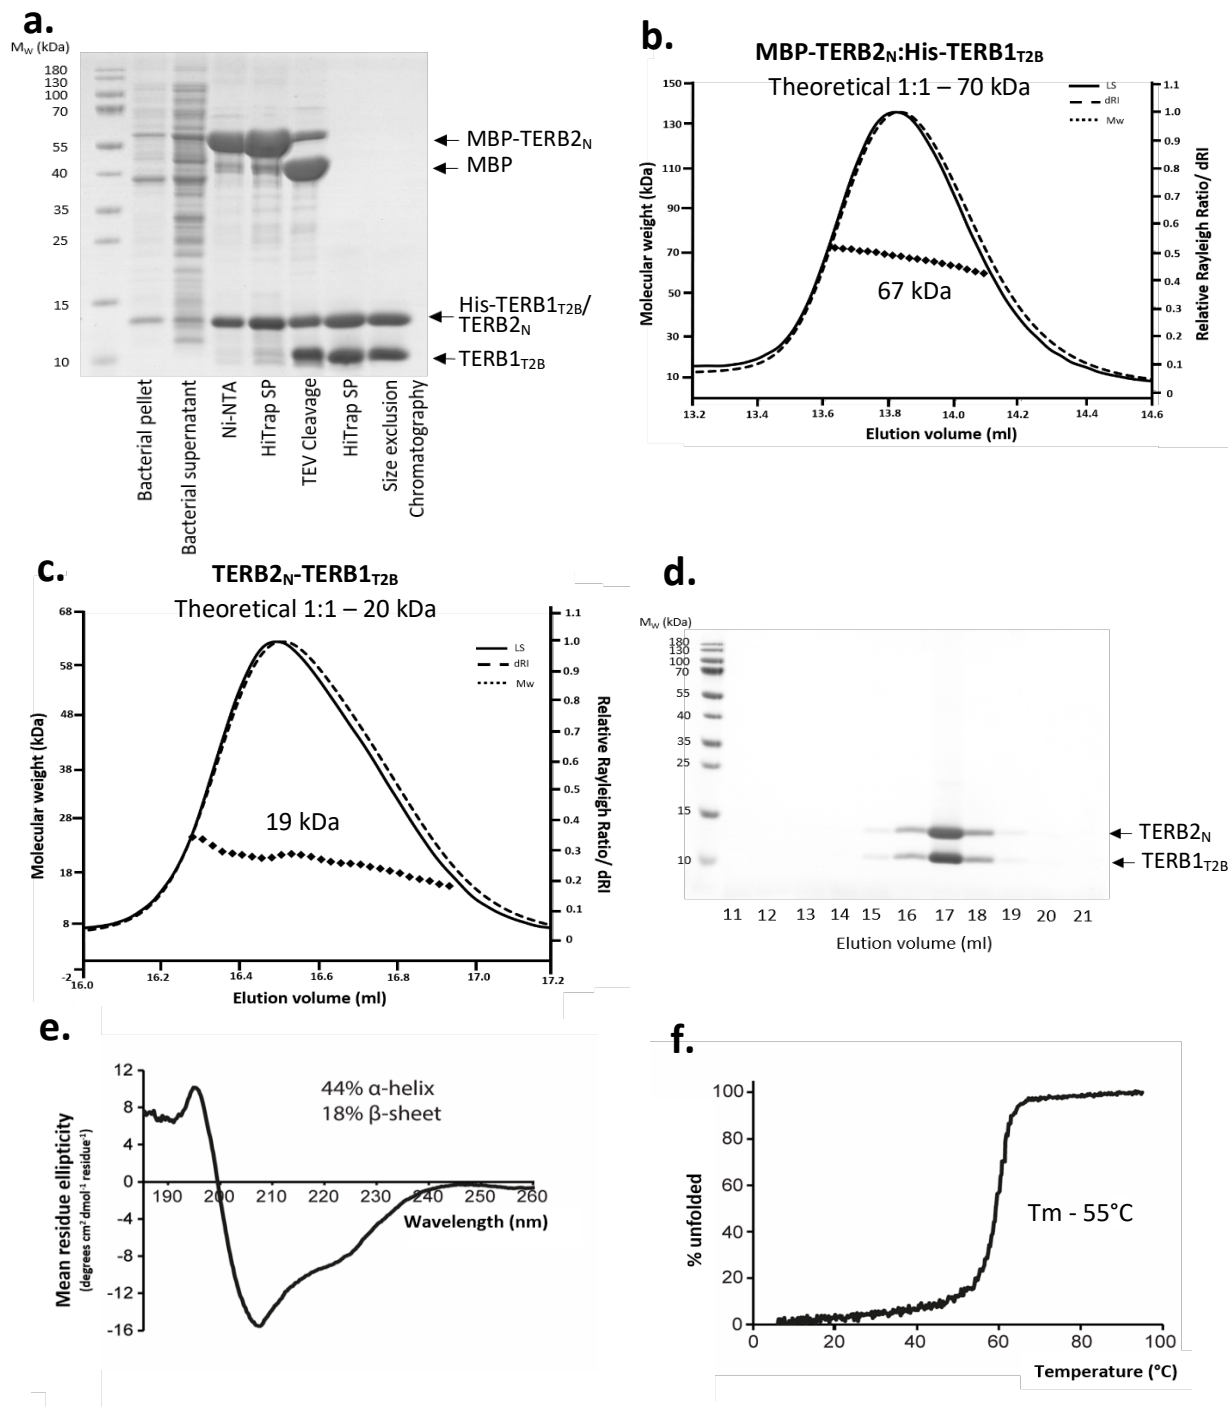 a.
Mw (kDa)
180
130
100
70
55
40
35
25
15
10
MBP-TERB2N
MBP
His-TERB1T2B/
TERB2N
TERB1T2B
Bacterial pellet
Bacterial supernatant
Ni-NTA
HiTrap SP
TEV Cleavage
HiTrap SP
Size exclusion
Chromatography
b.
MBP-TERB2N:His-TERB1T2B
Theoretical 1:1 – 70 kDa
LS
dRI
Mw
67 kDa
Molecular weight (kDa)
150
130
110
90
70
50
30
10
1.1
1.0
0.9
0.8
0.7
0.6
0.5
0.4
0.3
0.2
0.1
0
Relative Rayleigh Ratio/ dRI
13.2 13.4 13.6 13.8 14.0 14.2 14.4 14.6
Elution volume (ml)
c.
TERB2N-TERB1T2B
Theoretical 1:1 – 20 kDa
LS
dRI
Mw
19 kDa
Molecular weight (kDa)
68
58
48
38
28
18
8
-2
1.1
1.0
0.9
0.8
0.7
0.6
0.5
0.4
0.3
0.2
0.1
0
Relative Rayleigh Ratio/ dRI
16.0 16.2 16.4 16.6 16.8 17.0 17.2
Elution volume (ml)
d.
Mw (kDa)
180
130
100
70
55
40
35
25
15
10
TERB2N
TERB1T2B
11 12 13 14 15 16 17 18 19 20 21
Elution volume (ml)
e.
44% α-helix
18% β-sheet
Mean residue ellipticity
(degrees cm2 dmol-1 residue-1)
12
8
4
0
-4
-8
-12
-16
190 200 210 220 230 240 250 260
Wavelength (nm)
f.
% unfolded
100
80
60
40
20
0
Tm - 55°C
0 20 40 60 80 100
Temperature (°C)